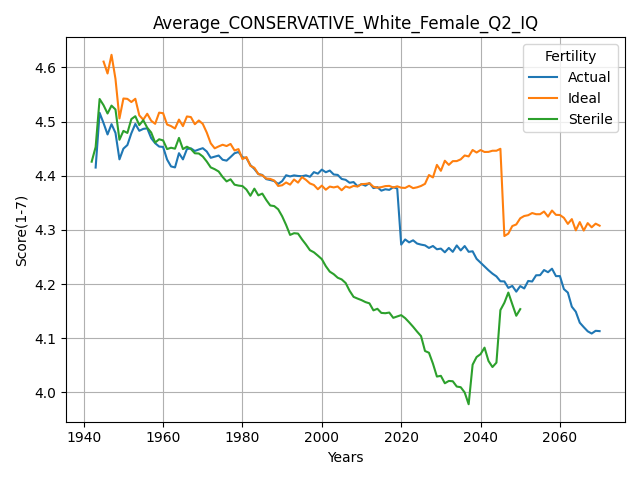 Average_CONSERVATIVE_White_Female_Q2_IQ
Fertility
Actual
Ideal
Sterile
Score(1-7)
4.6
4.5
4.4
4.3
4.2
4.1
4.0
1940 1960 1980 2000 2020 2040 2060
Years